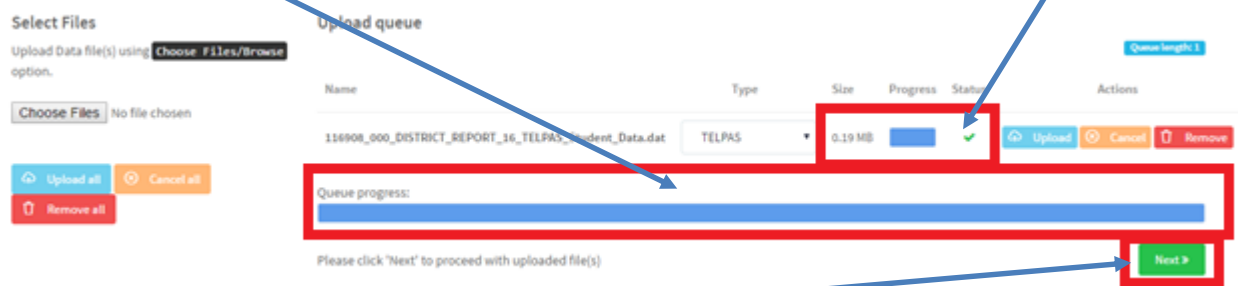 Select Files
Upload Data file(s) using Choose Files/Browse
option.
Choose Files No file chosen
Upload all Cancel all
Remove all
Upload queue
Queue length: 1
Name Type Size Progress Status Actions
116908_000_DISTRICT_REPORT_16_TELPAS_Student_Data.dat TELPAS 0.19 MB Upload Cancel Remove
Queue progress:
Please click 'Next' to proceed with uploaded file(s)
Next »